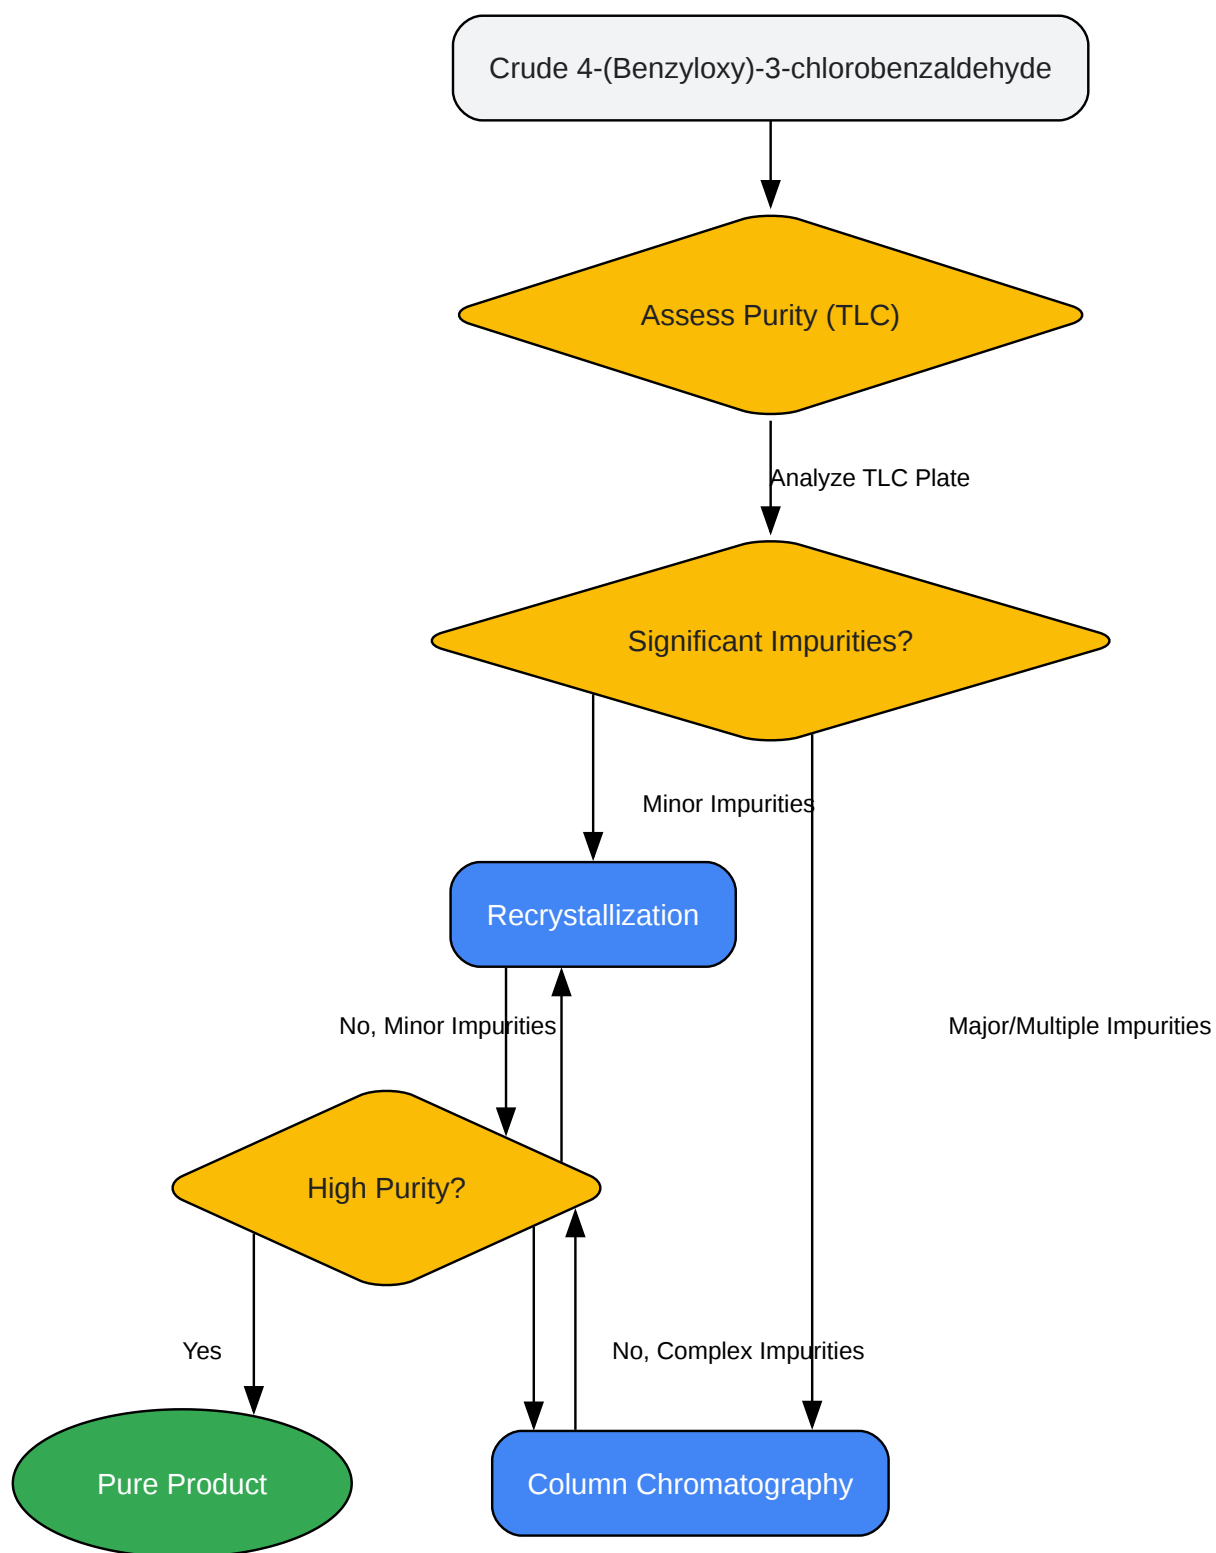 Crude 4-(Benzyloxy)-3-chlorobenzaldehyde
Assess Purity (TLC)
Analyze TLC Plate
Significant Impurities?
Minor Impurities
Recrystallization
No, Minor Impurities
Major/Multiple Impurities
High Purity?
Yes
No, Complex Impurities
Pure Product
Column Chromatography